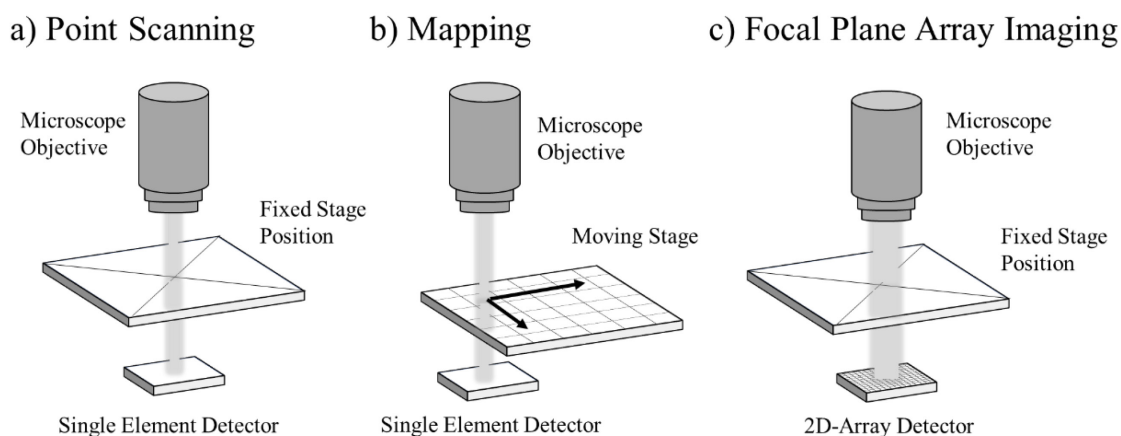 a) Point Scanning
Microscope
Objective
Fixed Stage
Position
Single Element Detector
b) Mapping
Microscope
Objective
Moving Stage
Single Element Detector
c) Focal Plane Array Imaging
Microscope
Objective
Fixed Stage
Position
2D-Array Detector